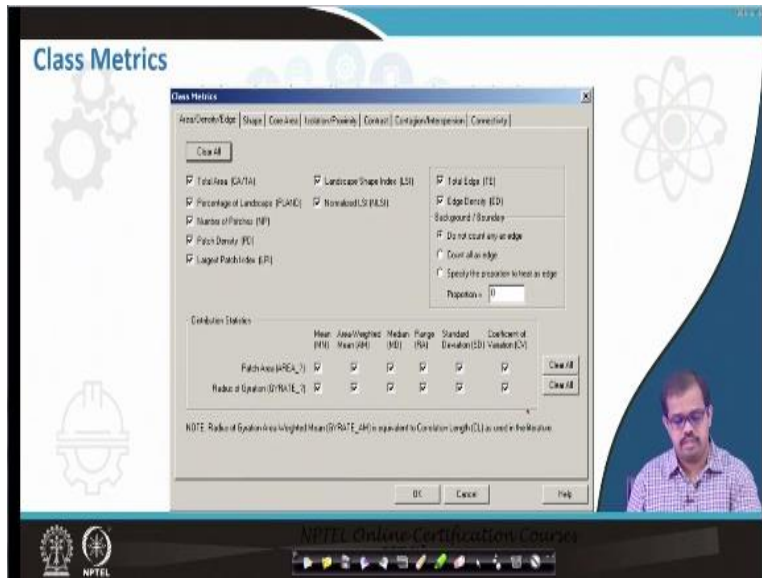 Class Metrics
Class Metrics
Area/Density/Edge Shape Core Area Isolation/Proximity Contrast Contagion/Interspersion Connectivity
Clear All
Total Area (CA/TA) Landscape Shape Index (LSI) Total Edge (TE)
Percentage of Landscape (PLAND) Normalized LSI (NLSI) Edge Density (ED)
Number of Patches (NP) Background / Boundary
Patch Density (PD) Do not count any as edge
Largest Patch Index (LPI) Count all as edge
Specify the proportion to treat as edge
Proportion = 0
Distribution Statistics
Mean Area-Weighted Median Range Standard Coefficient of
(MN) Mean (AM) (MD) (RA) Deviation (SD) Variation (CV)
Patch Area (AREA_?) Clear All
Radius of Gyration (GYRATE_?) Clear All
NOTE: Radius of Gyration Area-Weighted Mean (GYRATE_AM) is equivalent to Correlation Length (CL) as used in the literature
OK Cancel Help
NPTEL Online Certification Courses
NPTEL